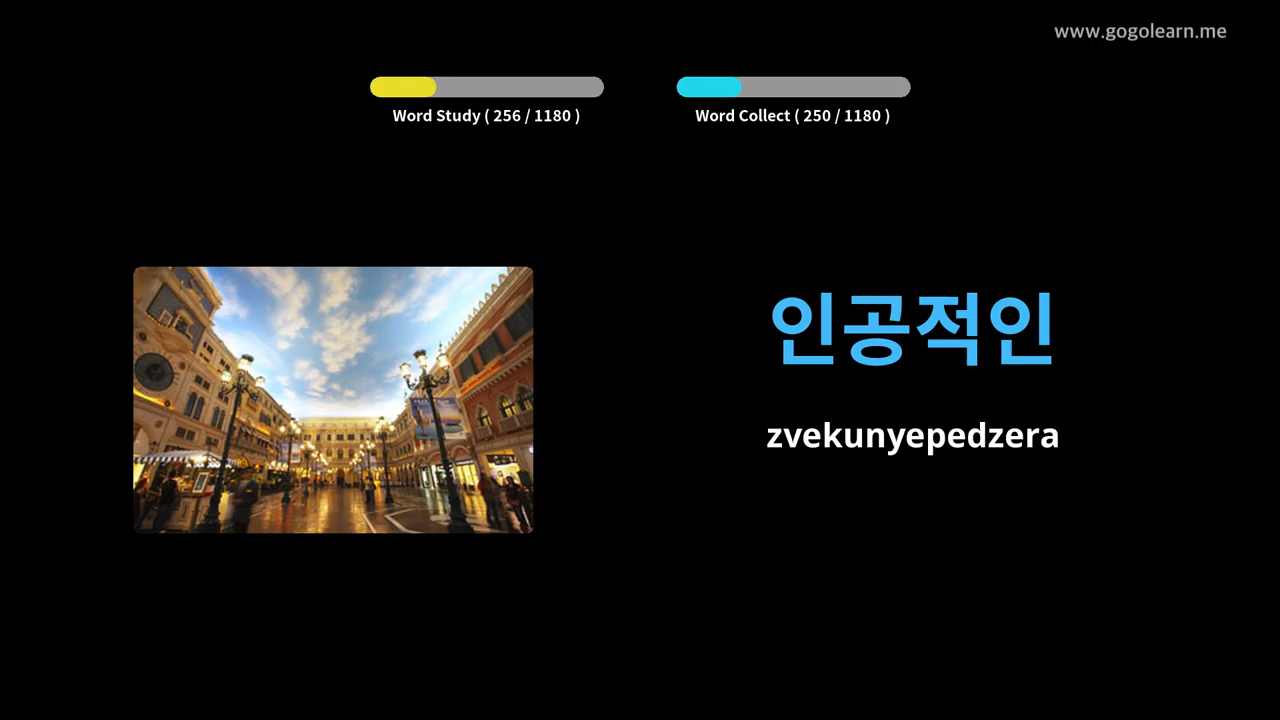 www.gogolearn.me
Word Study ( 256 / 1180 )
Word Collect ( 250 / 1180 )
인공적인
zvekunyepedzera